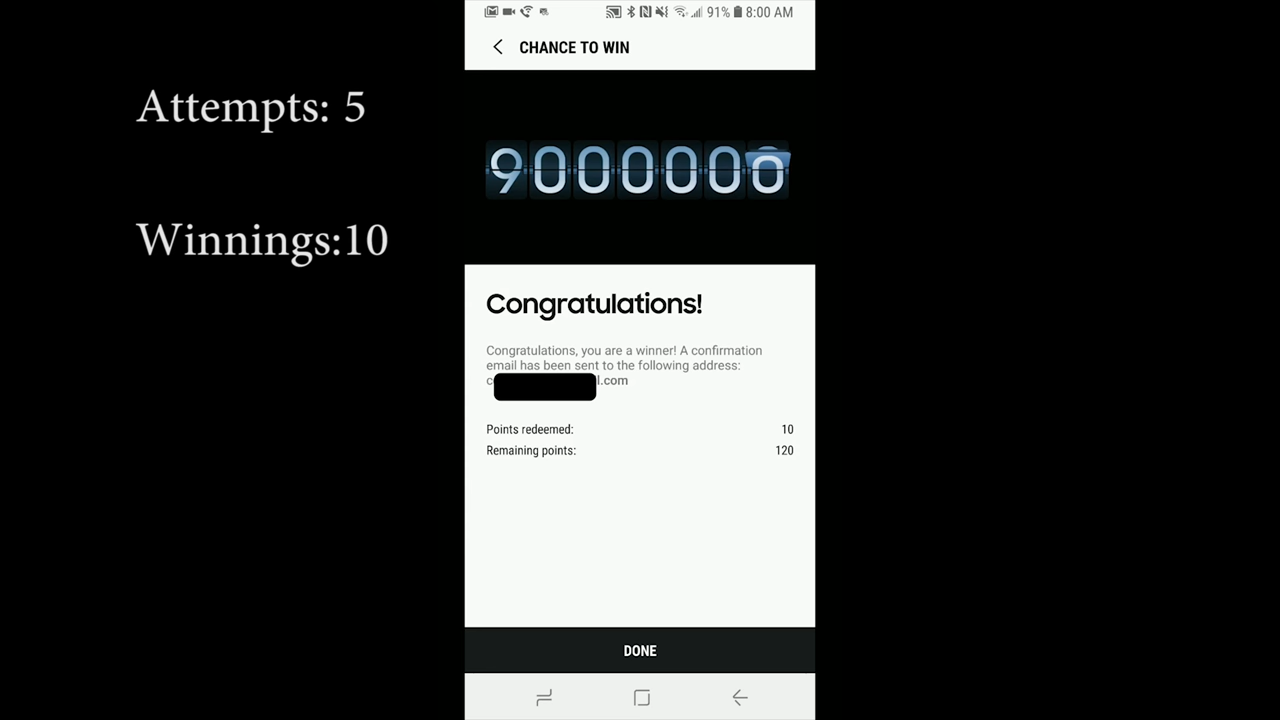 91% 8:00 AM
CHANCE TO WIN
Attempts: 5
9000000
Winnings:10
Congratulations!
Congratulations, you are a winner! A confirmation
email has been sent to the following address:
l.com
Points redeemed: 10
Remaining points: 120
DONE